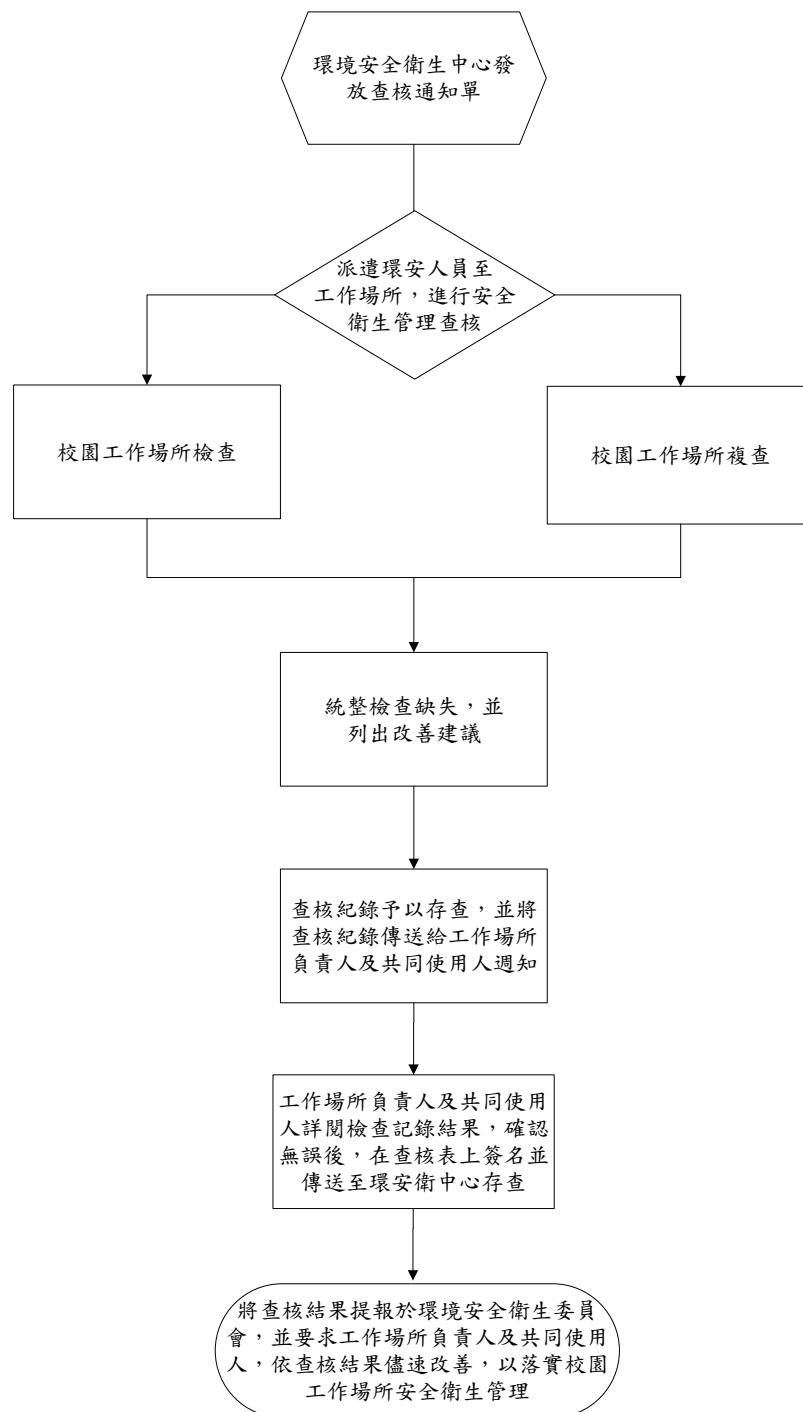 環境安全衛生中心發
放查核通知單
派遣環安人員至
工作場所，進行安全
衛生管理查核
校園工作場所檢查
校園工作場所複查
統整檢查缺失，並
列出改善建議
查核紀錄予以存查，並將
查核紀錄傳送給工作場所
負責人及共同使用人週知
工作場所負責人及共同使用
人詳閱檢查記錄結果，確認
無誤後，在查核表上簽名並
傳送至環安衛中心存查
將查核結果提報於環境安全衛生委員
會，並要求工作場所負責人及共同使用
人，依查核結果儘速改善，以落實校園
工作場所安全衛生管理